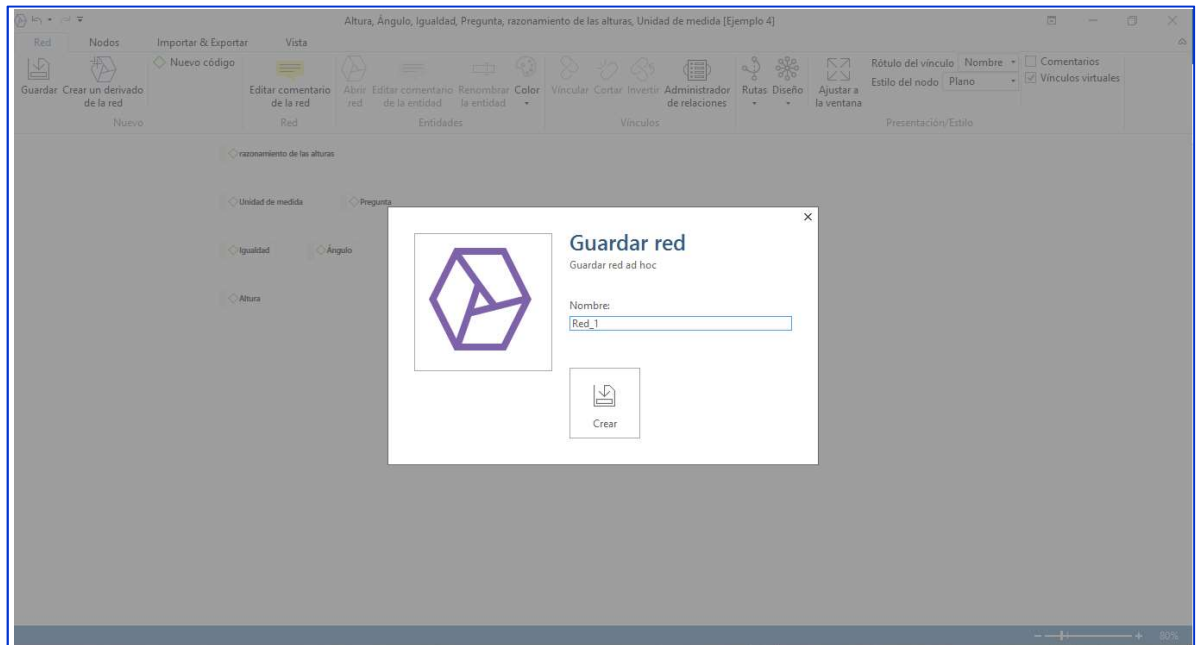 Altura, Ángulo, Igualdad, Pregunta, razonamiento de las alturas, Unidad de medida [Ejemplo 4]
Red Nodos Importar & Exportar Vista
Guardar
Crear un derivado
de la red
Nuevo código
Editar comentario
de la red
Abrir
red
Editar comentario
de la entidad
Renombrar
la entidad
Color
Vincular
Cortar
Invertir
Administrador
de relaciones
Rutas
Diseño
Ajustar a
la ventana
Rótulo del vínculo Nombre
Estilo del nodo Plano
Comentarios
Vínculos virtuales
Nuevo Red Entidades Vínculos Presentación/Estilo
razonamiento de las alturas
Unidad de medida Pregunta
Igualdad Ángulo
Altura
Guardar red
Guardar red ad hoc
Nombre:
Red_1
Crear
80%